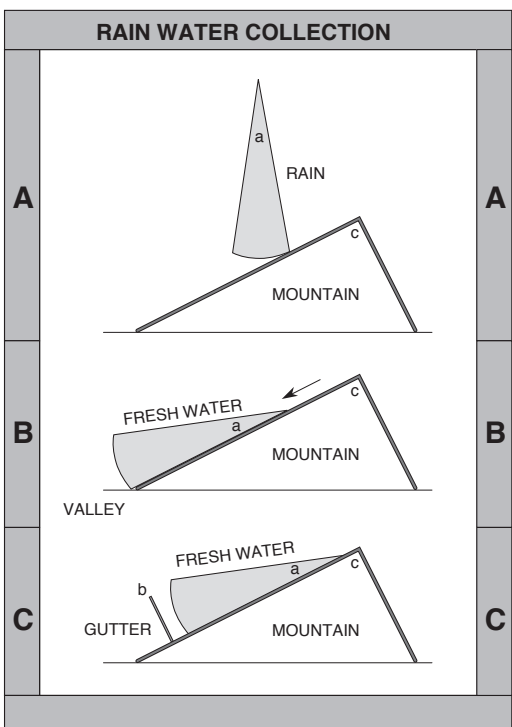 RAIN WATER COLLECTION
A
A
a
RAIN
c
MOUNTAIN
B
B
FRESH WATER
a
c
MOUNTAIN
VALLEY
C
C
FRESH WATER
a
c
b
GUTTER
MOUNTAIN